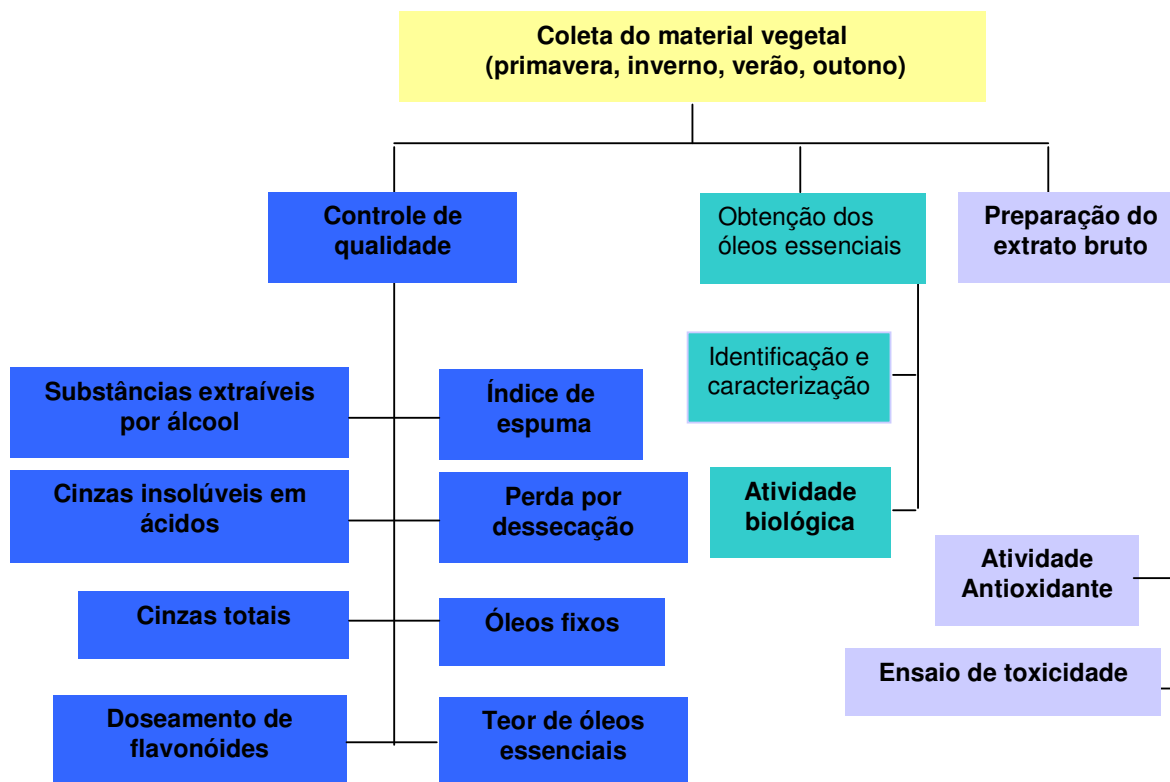 Coleta do material vegetal
(primavera, inverno, verão, outono)
Controle de
qualidade
Obtenção dos
óleos essenciais
Preparação do
extrato bruto
Identificação e
caracterização
Substâncias extraíveis
por álcool
Índice de
espuma
Cinzas insolúveis em
ácidos
Perda por
dessecação
Atividade
biológica
Atividade
Antioxidante
Cinzas totais
Óleos fixos
Ensaio de toxicidade
Doseamento de
flavonóides
Teor de óleos
essenciais